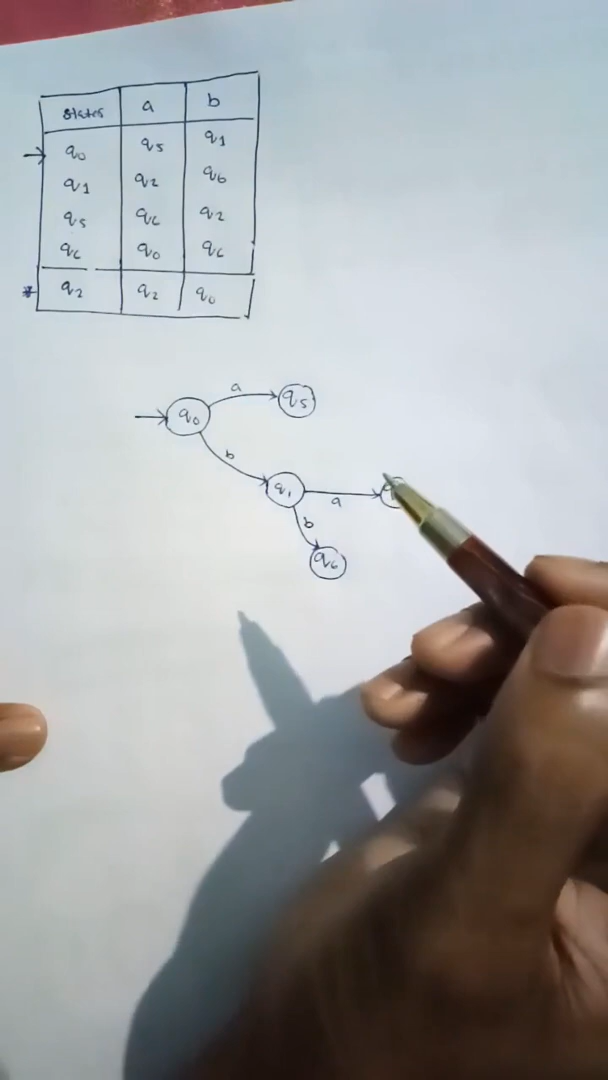 states a b
→ q0 q5 q1
q1 q2 q6
q5 q6 q2
q6 q0 q6
* q2 q2 q0
a
q0 q5
b
q1 a
b
q6